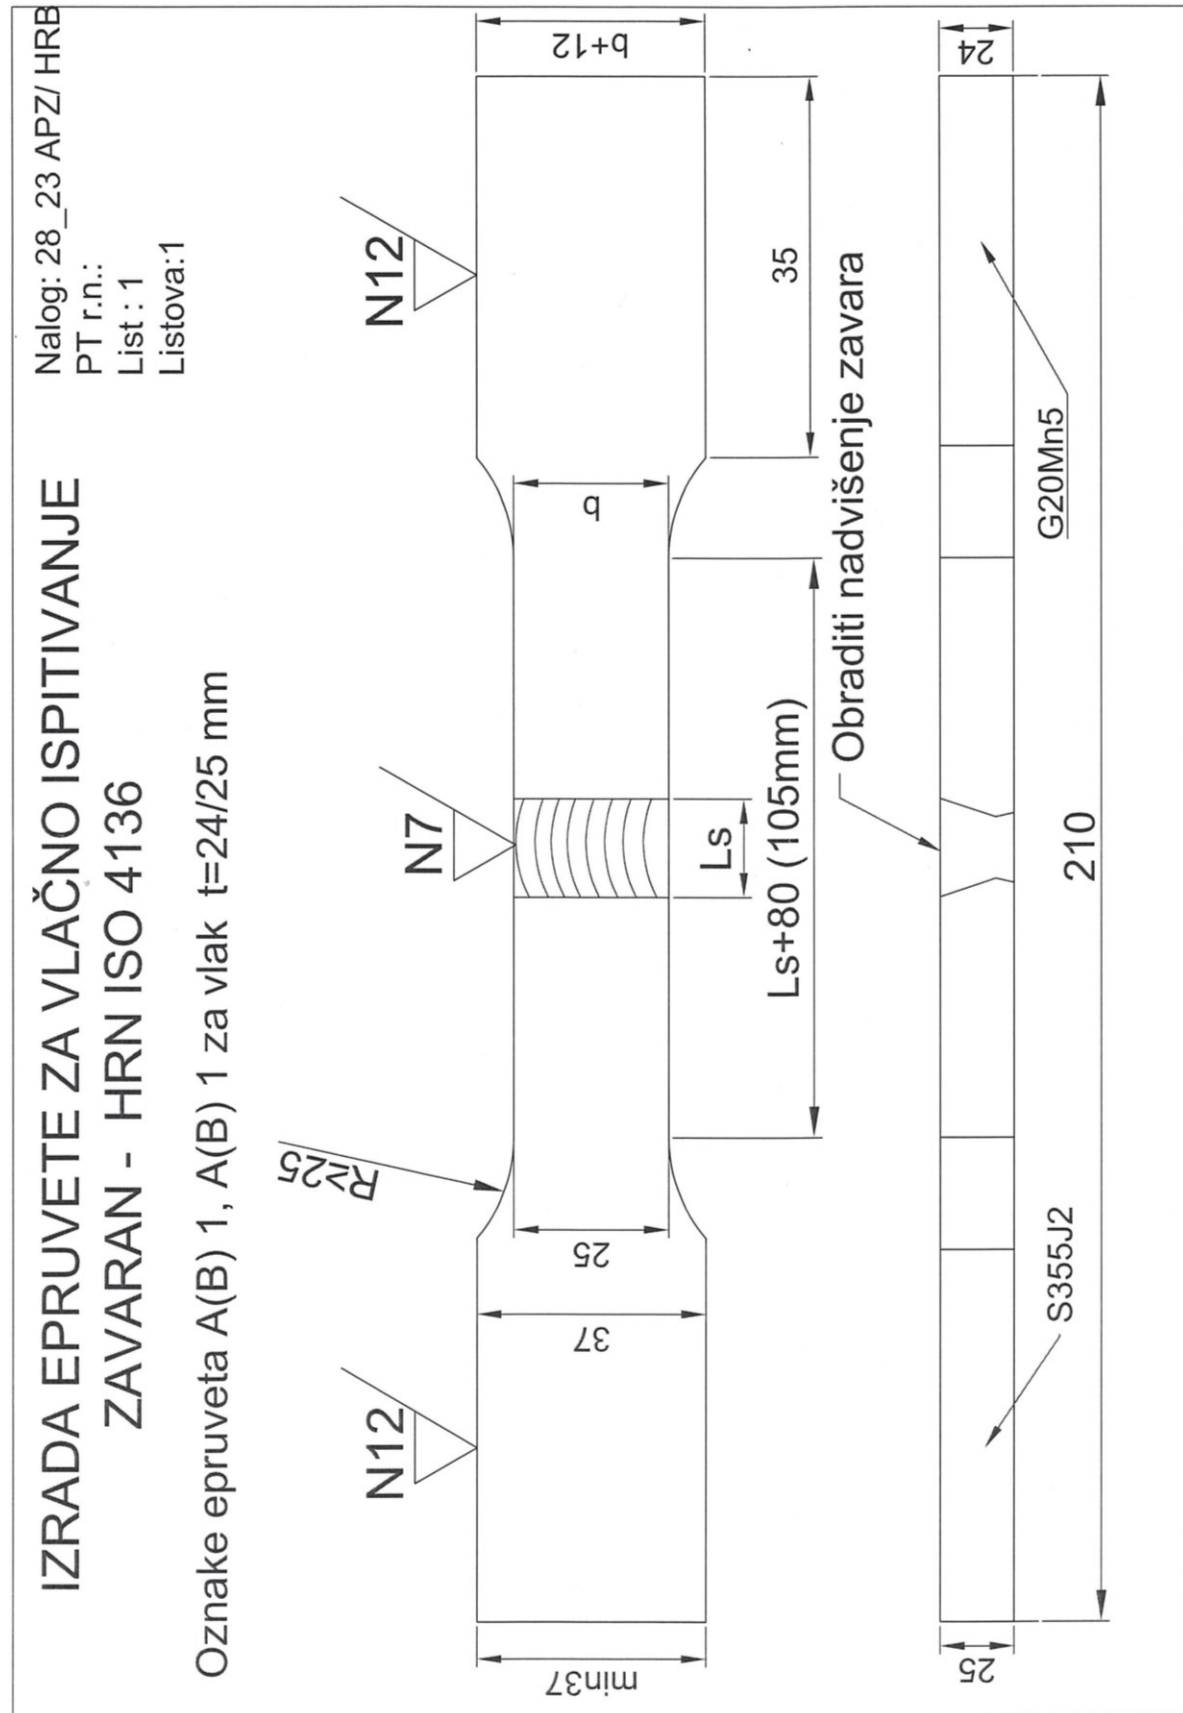 IZRADA EPRUVETE ZA VLAČNO ISPITIVANJE
ZAVARAN - HRN ISO 4136
Nalog: 28_23 APZ/ HRB
PT r.n.:
List : 1
Listova:1
Oznake epruveta A(B) 1, A(B) 1 za vlak t=24/25 mm
N12
R≥25
N7
N12
min37
37
25
b
b+12
Ls
35
Ls+80 (105mm)
Obraditi nadvišenje zavara
25
24
S355J2
G20Mn5
210